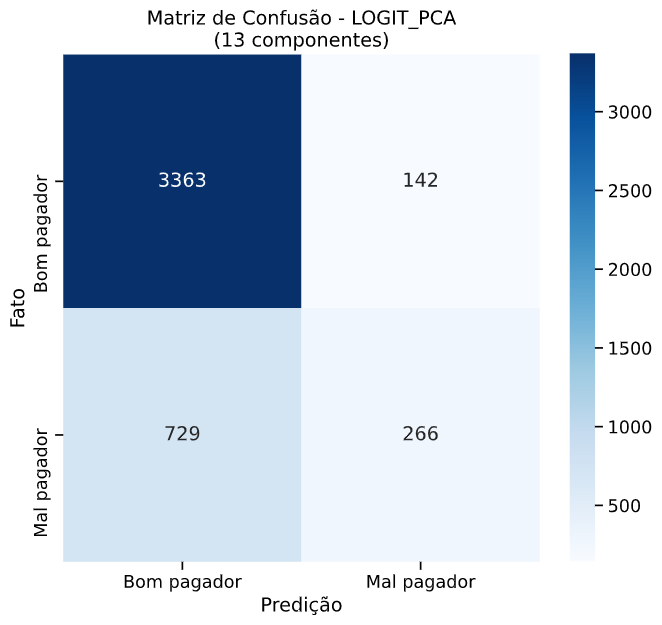 Matriz de Confusão - LOGIT_PCA
(13 componentes)
Fato
Bom pagador
Mal pagador
3363
142
729
266
Bom pagador
Mal pagador
Predição
3000
2500
2000
1500
1000
500